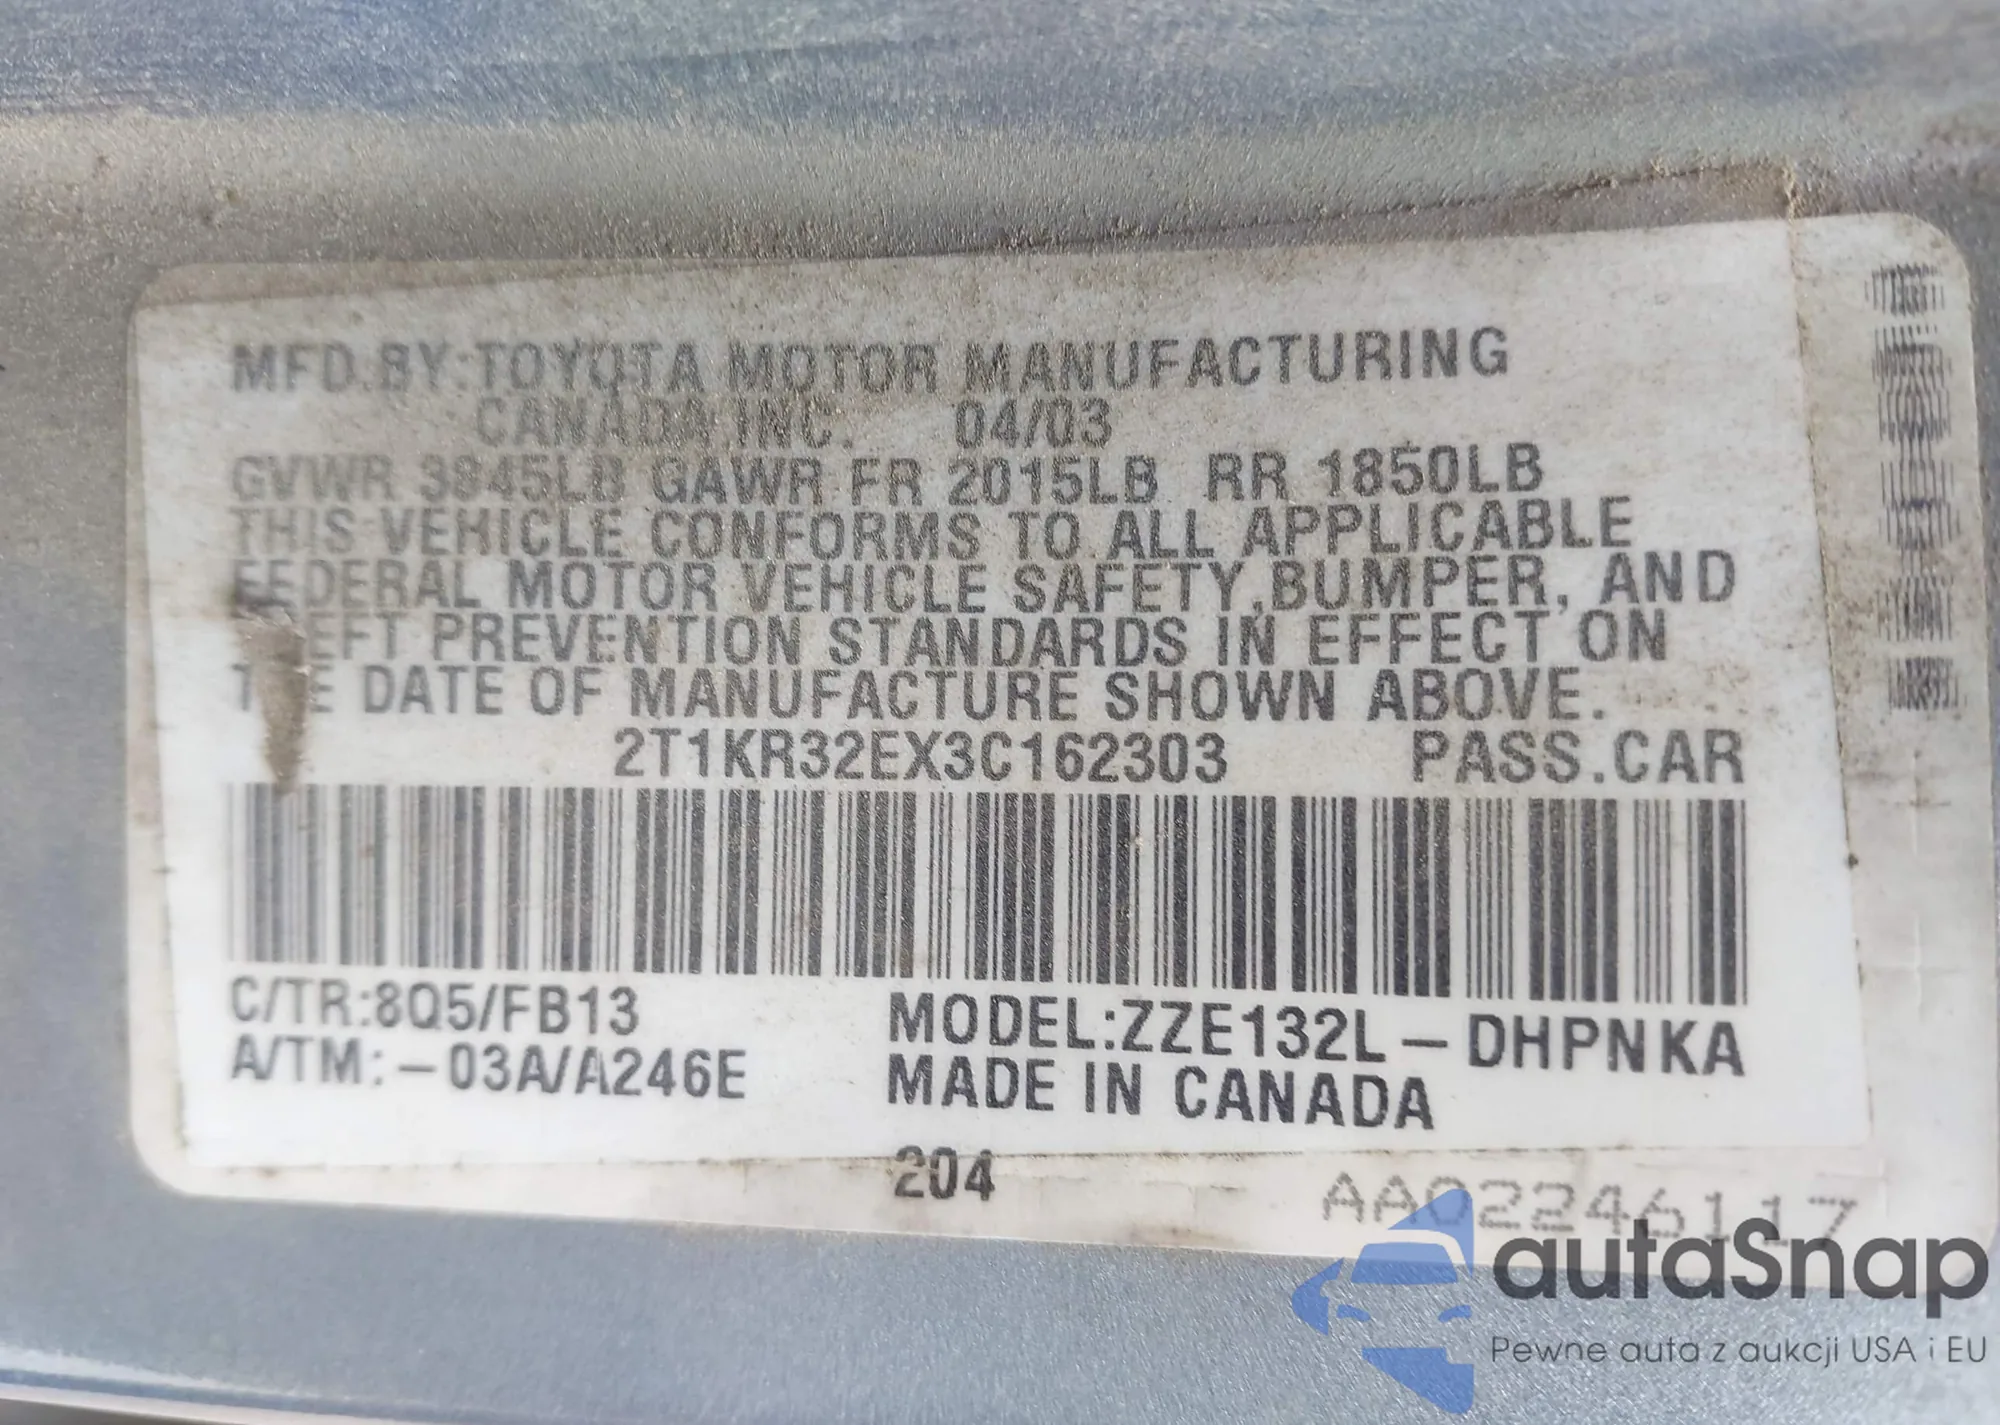 MFD.BY:TOYOTA MOTOR MANUFACTURING
CANADA,INC. 04/03
GVWR 3845LB GAWR FR 2015LB RR 1850LB
THIS VEHICLE CONFORMS TO ALL APPLICABLE
FEDERAL MOTOR VEHICLE SAFETY,BUMPER, AND
THEFT PREVENTION STANDARDS IN EFFECT ON
THE DATE OF MANUFACTURE SHOWN ABOVE.
2T1KR32EX3C162303 PASS.CAR
C/TR:8Q5/FB13
A/TM:-03A/A246E
MODEL:ZZE132L-DHPNKA
MADE IN CANADA
204
AA02246117
autaSnap
Pewne auta z aukcji USA i EU